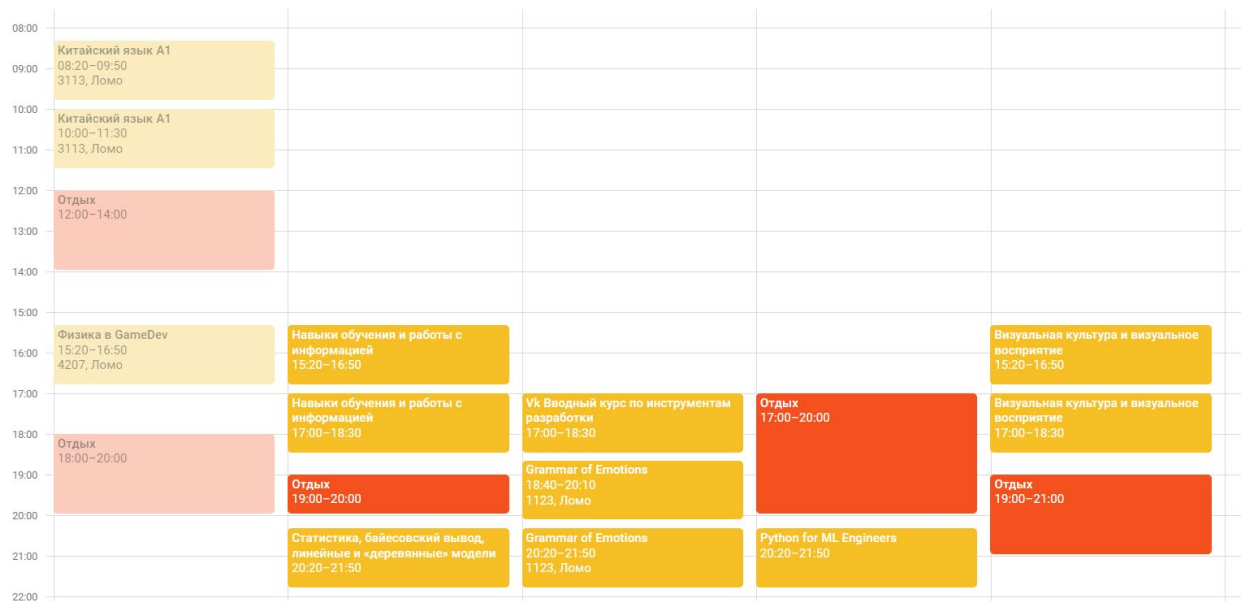 08:00
09:00
10:00
11:00
12:00
13:00
14:00
15:00
16:00
17:00
18:00
19:00
20:00
21:00
22:00
Китайский язык А1
08:20–09:50
3113, Ломо
Китайский язык А1
10:00–11:30
3113, Ломо
Отдых
12:00–14:00
Физика в GameDev
15:20–16:50
4207, Ломо
Отдых
18:00–20:00
Навыки обучения и работы с
информацией
15:20–16:50
Навыки обучения и работы с
информацией
17:00–18:30
Отдых
19:00–20:00
Статистика, байесовский вывод,
линейные и «деревянные» модели
20:20–21:50
Vk Вводный курс по инструментам
разработки
17:00–18:30
Grammar of Emotions
18:40–20:10
1123, Ломо
Grammar of Emotions
20:20–21:50
1123, Ломо
Отдых
17:00–20:00
Python for ML Engineers
20:20–21:50
Визуальная культура и визуальное
восприятие
15:20–16:50
Визуальная культура и визуальное
восприятие
17:00–18:30
Отдых
19:00–21:00